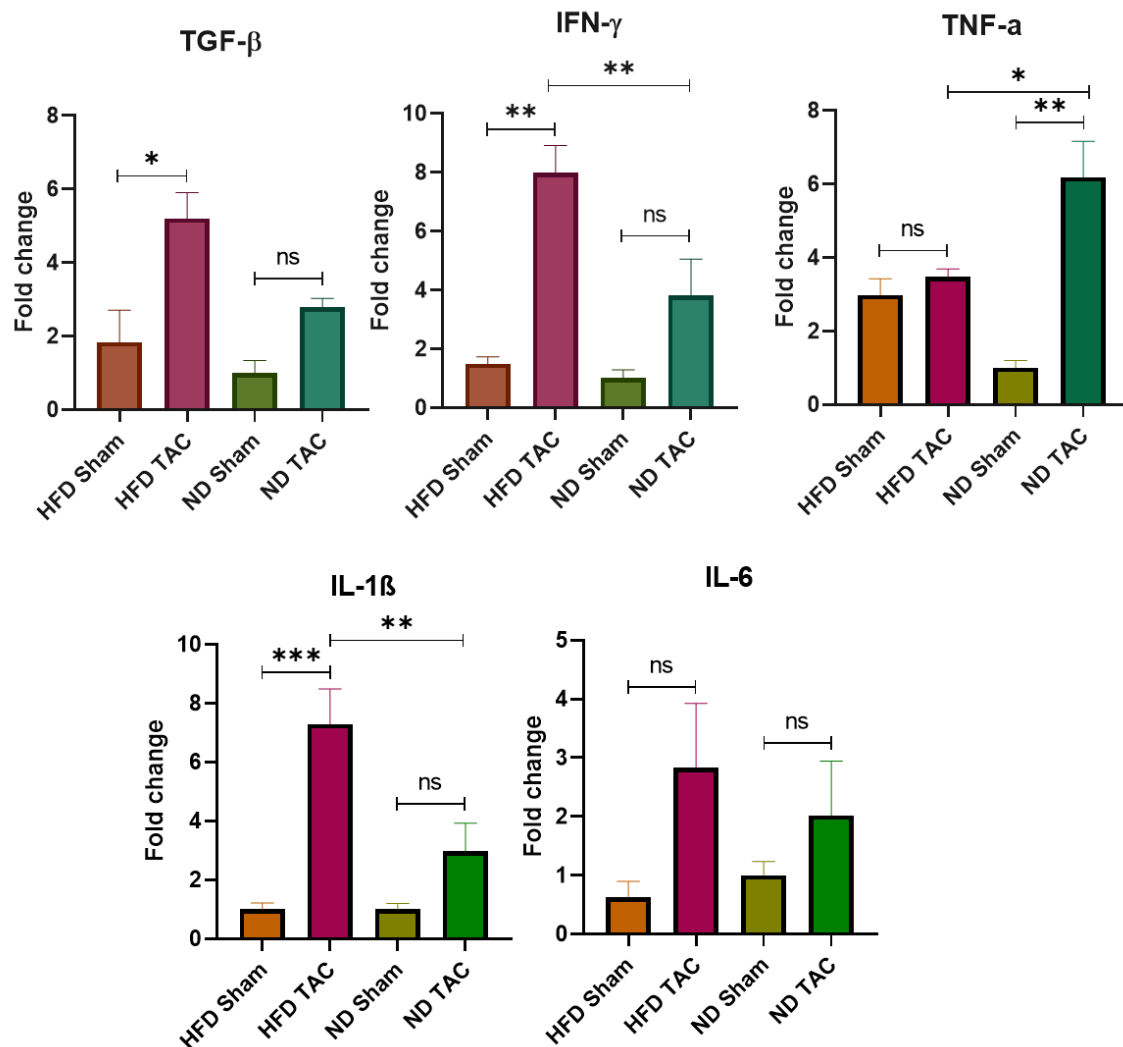 TGF-β
Fold change
8
6
4
2
0
*
ns
HFD Sham
HFD TAC
ND Sham
ND TAC
IFN-γ
Fold change
10
8
6
4
2
0
**
**
ns
HFD Sham
HFD TAC
ND Sham
ND TAC
TNF-a
Fold change
8
6
4
2
0
*
**
ns
HFD Sham
HFD TAC
ND Sham
ND TAC
IL-1ß
Fold change
10
8
6
4
2
0
**
***
ns
HFD Sham
HFD TAC
ND Sham
ND TAC
IL-6
Fold change
5
4
3
2
1
0
ns
ns
HFD Sham
HFD TAC
ND Sham
ND TAC